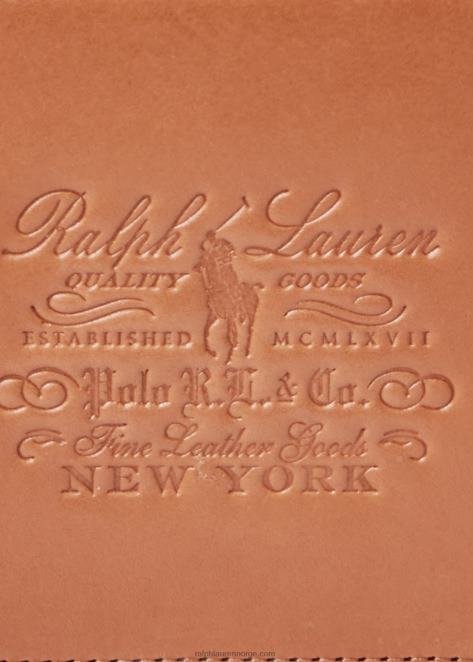 Ralph Lauren
QUALITY GOODS
ESTABLISHED MCMLXVII
Polo R.L. & Co.
Fine Leather Goods
NEW YORK
ralphlaurennorge.com